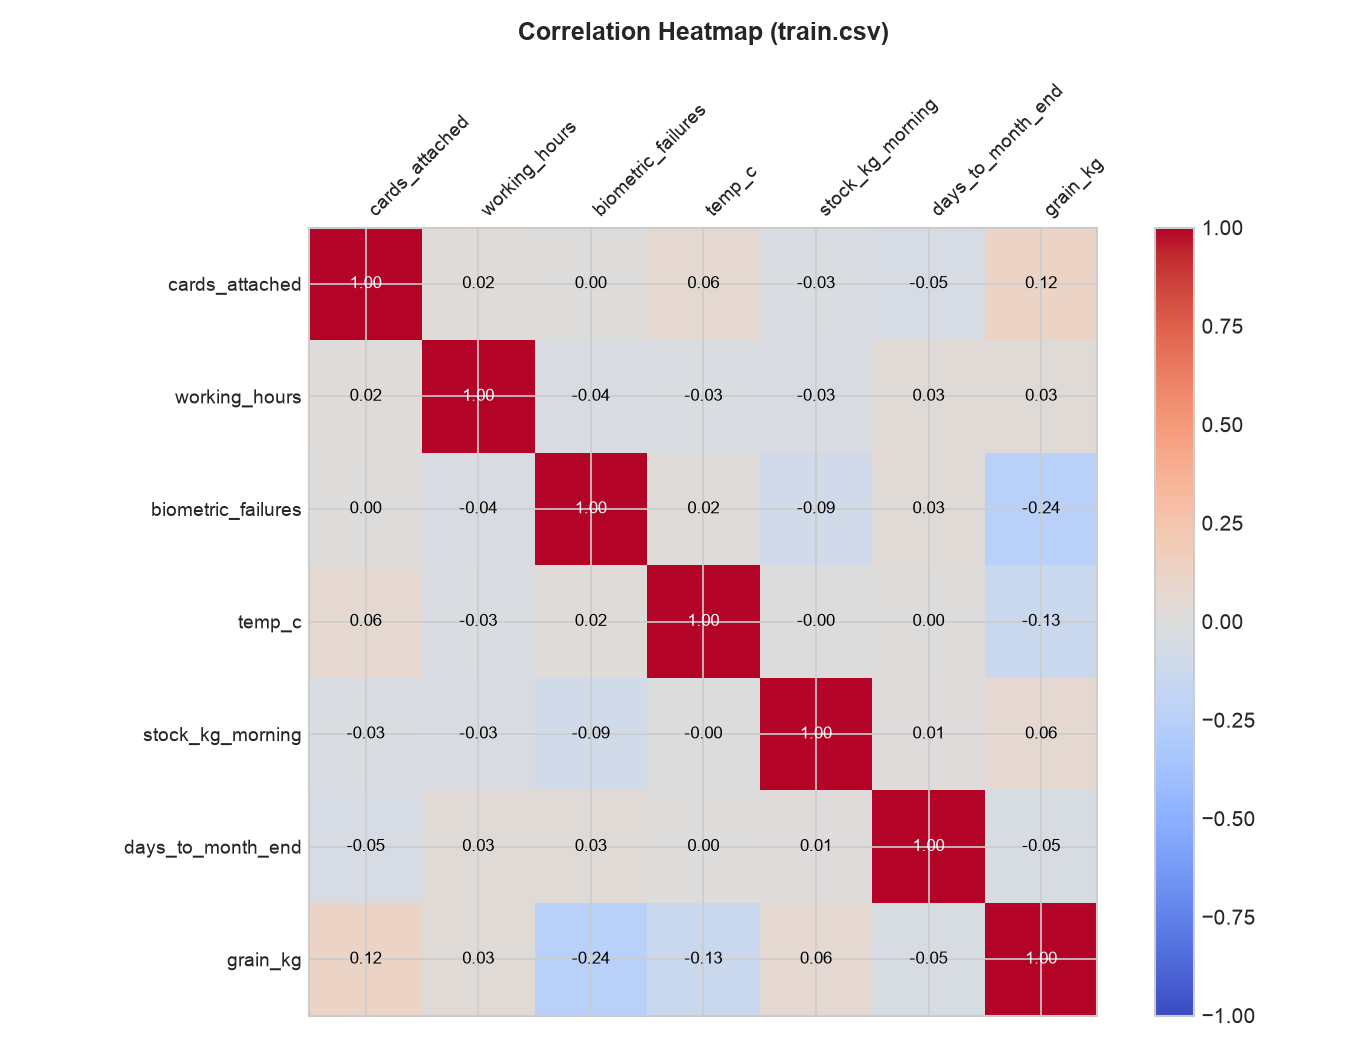 Correlation Heatmap (train.csv)
cards_attached
working_hours
biometric_failures
temp_c
stock_kg_morning
days_to_month_end
grain_kg
cards_attached 1.00 0.02 0.00 0.06 -0.03 -0.05 0.12
working_hours 0.02 1.00 -0.04 -0.03 -0.03 0.03 0.03
biometric_failures 0.00 -0.04 1.00 0.02 -0.09 0.03 -0.24
temp_c 0.06 -0.03 0.02 1.00 -0.00 0.00 -0.13
stock_kg_morning -0.03 -0.03 -0.09 -0.00 1.00 0.01 0.06
days_to_month_end -0.05 0.03 0.03 0.00 0.01 1.00 -0.05
grain_kg 0.12 0.03 -0.24 -0.13 0.06 -0.05 1.00
1.00
0.75
0.50
0.25
0.00
−0.25
−0.50
−0.75
−1.00